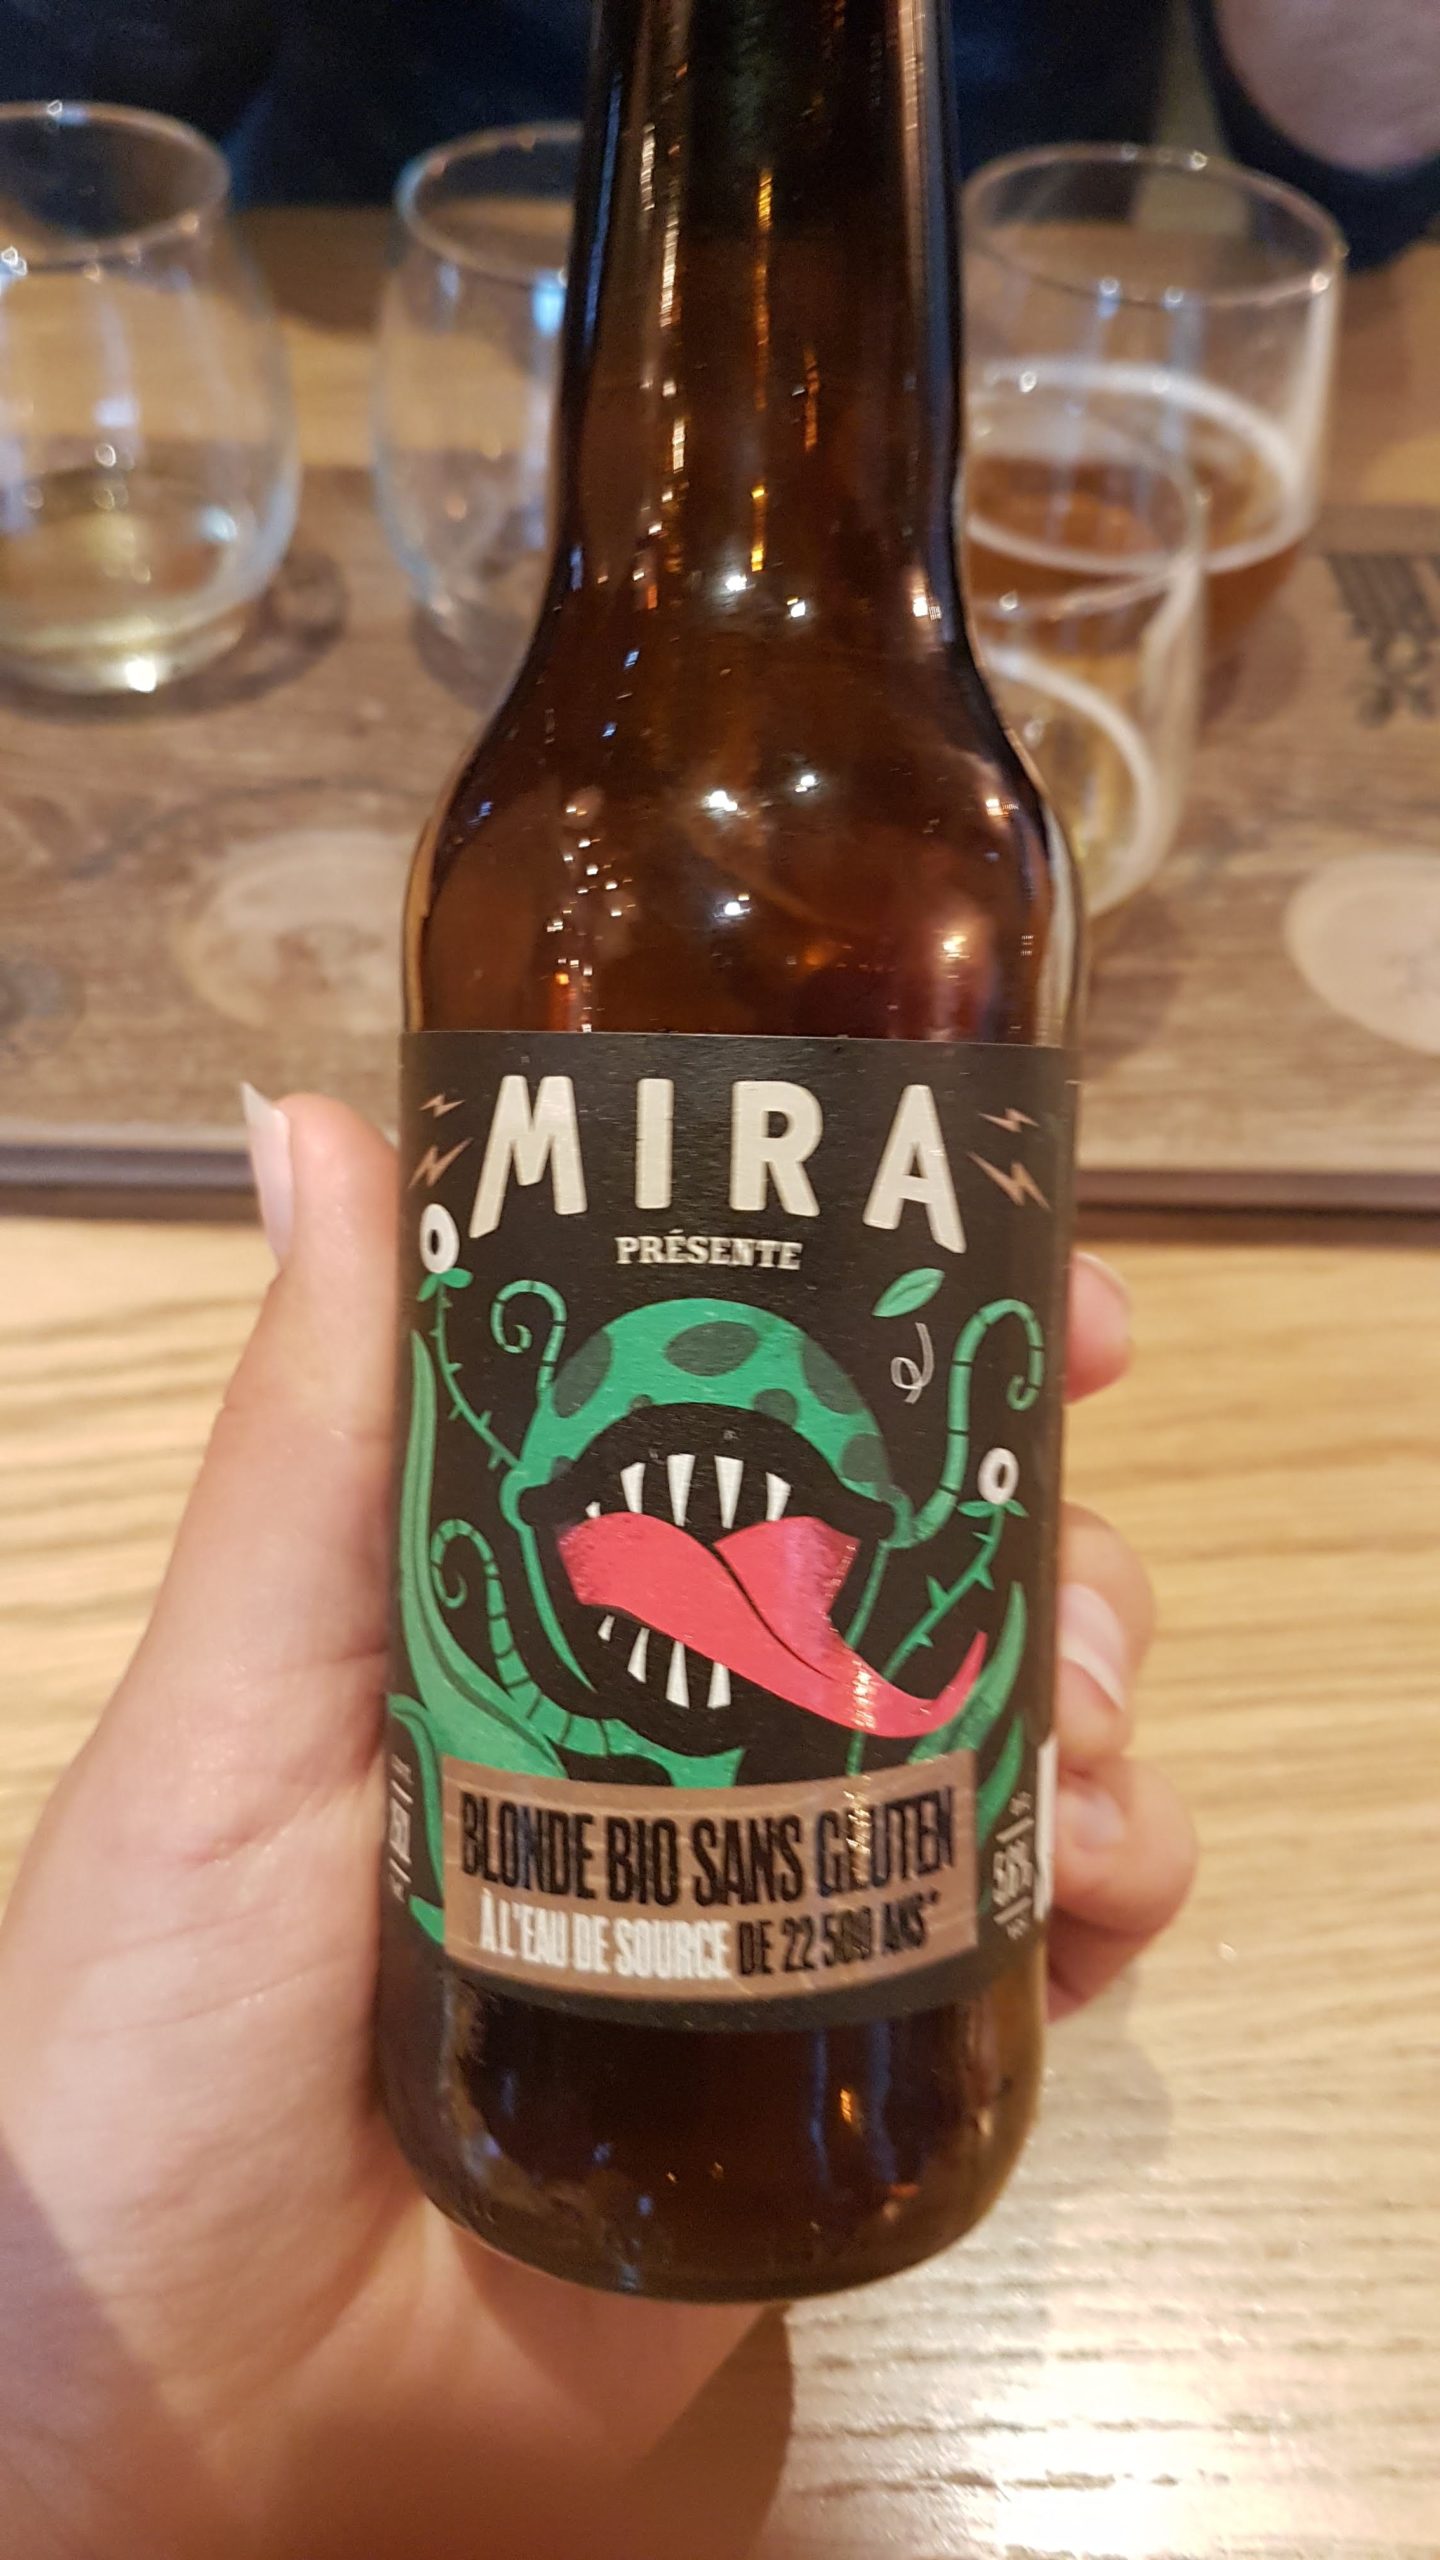 MIRA
PRÉSENTE
BLONDE BIO SANS GLUTEN
À L'EAU DE SOURCE DE 22 500 ANS*